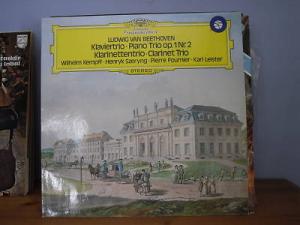 LUDWIG VAN BEETHOVEN
Klaviertrio · Piano Trio op. 1 Nr. 2
Klarinettentrio · Clarinet Trio
Wilhelm Kempff · Henryk Szeryng · Pierre Fournier · Karl Leister
STEREO